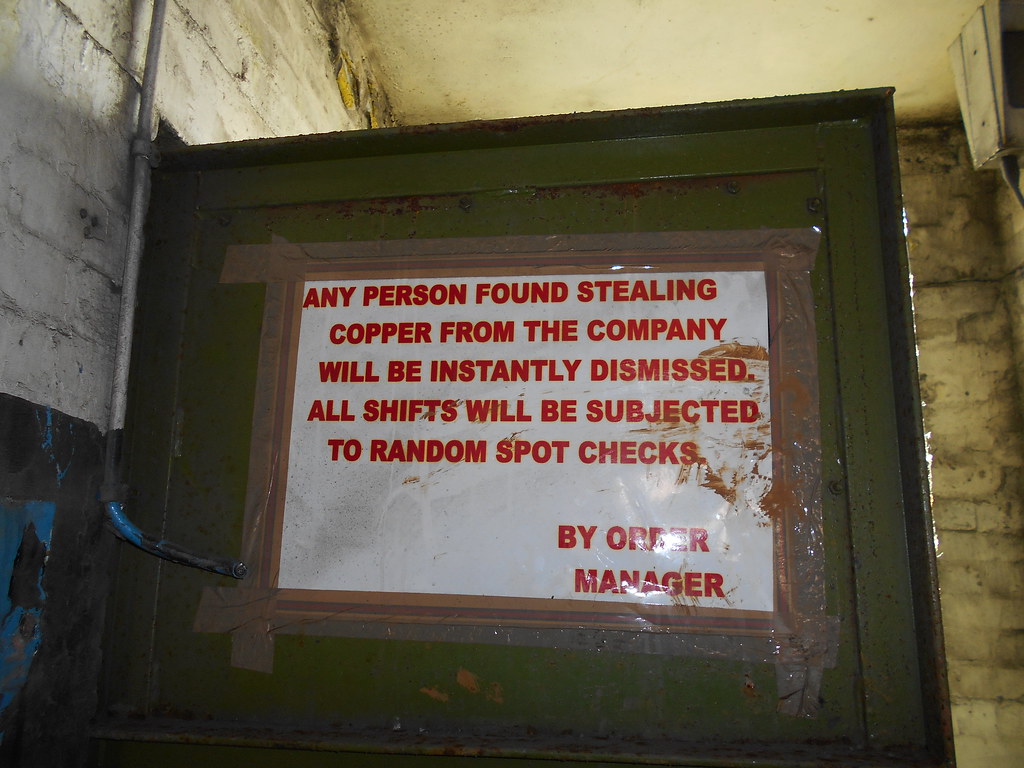 ANY PERSON FOUND STEALING
COPPER FROM THE COMPANY
WILL BE INSTANTLY DISMISSED.
ALL SHIFTS WILL BE SUBJECTED
TO RANDOM SPOT CHECKS.
BY ORDER
MANAGER